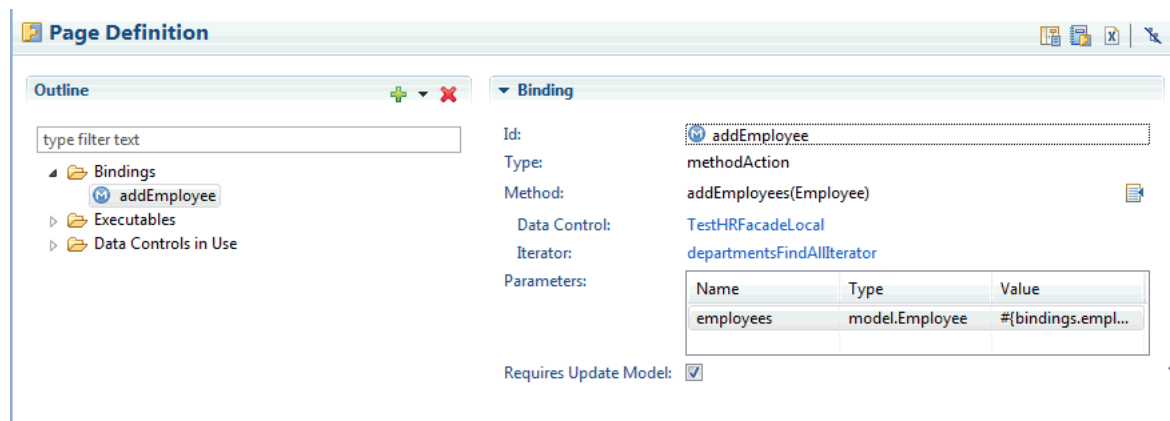 Page Definition
Outline
type filter text
Bindings
addEmployee
Executables
Data Controls in Use
Binding
Id: addEmployee
Type: methodAction
Method: addEmployees(Employee)
Data Control: TestHRFacadeLocal
Iterator: departmentsFindAllIterator
Parameters:
Name Type Value
employees model.Employee #{bindings.empl...
Requires Update Model: